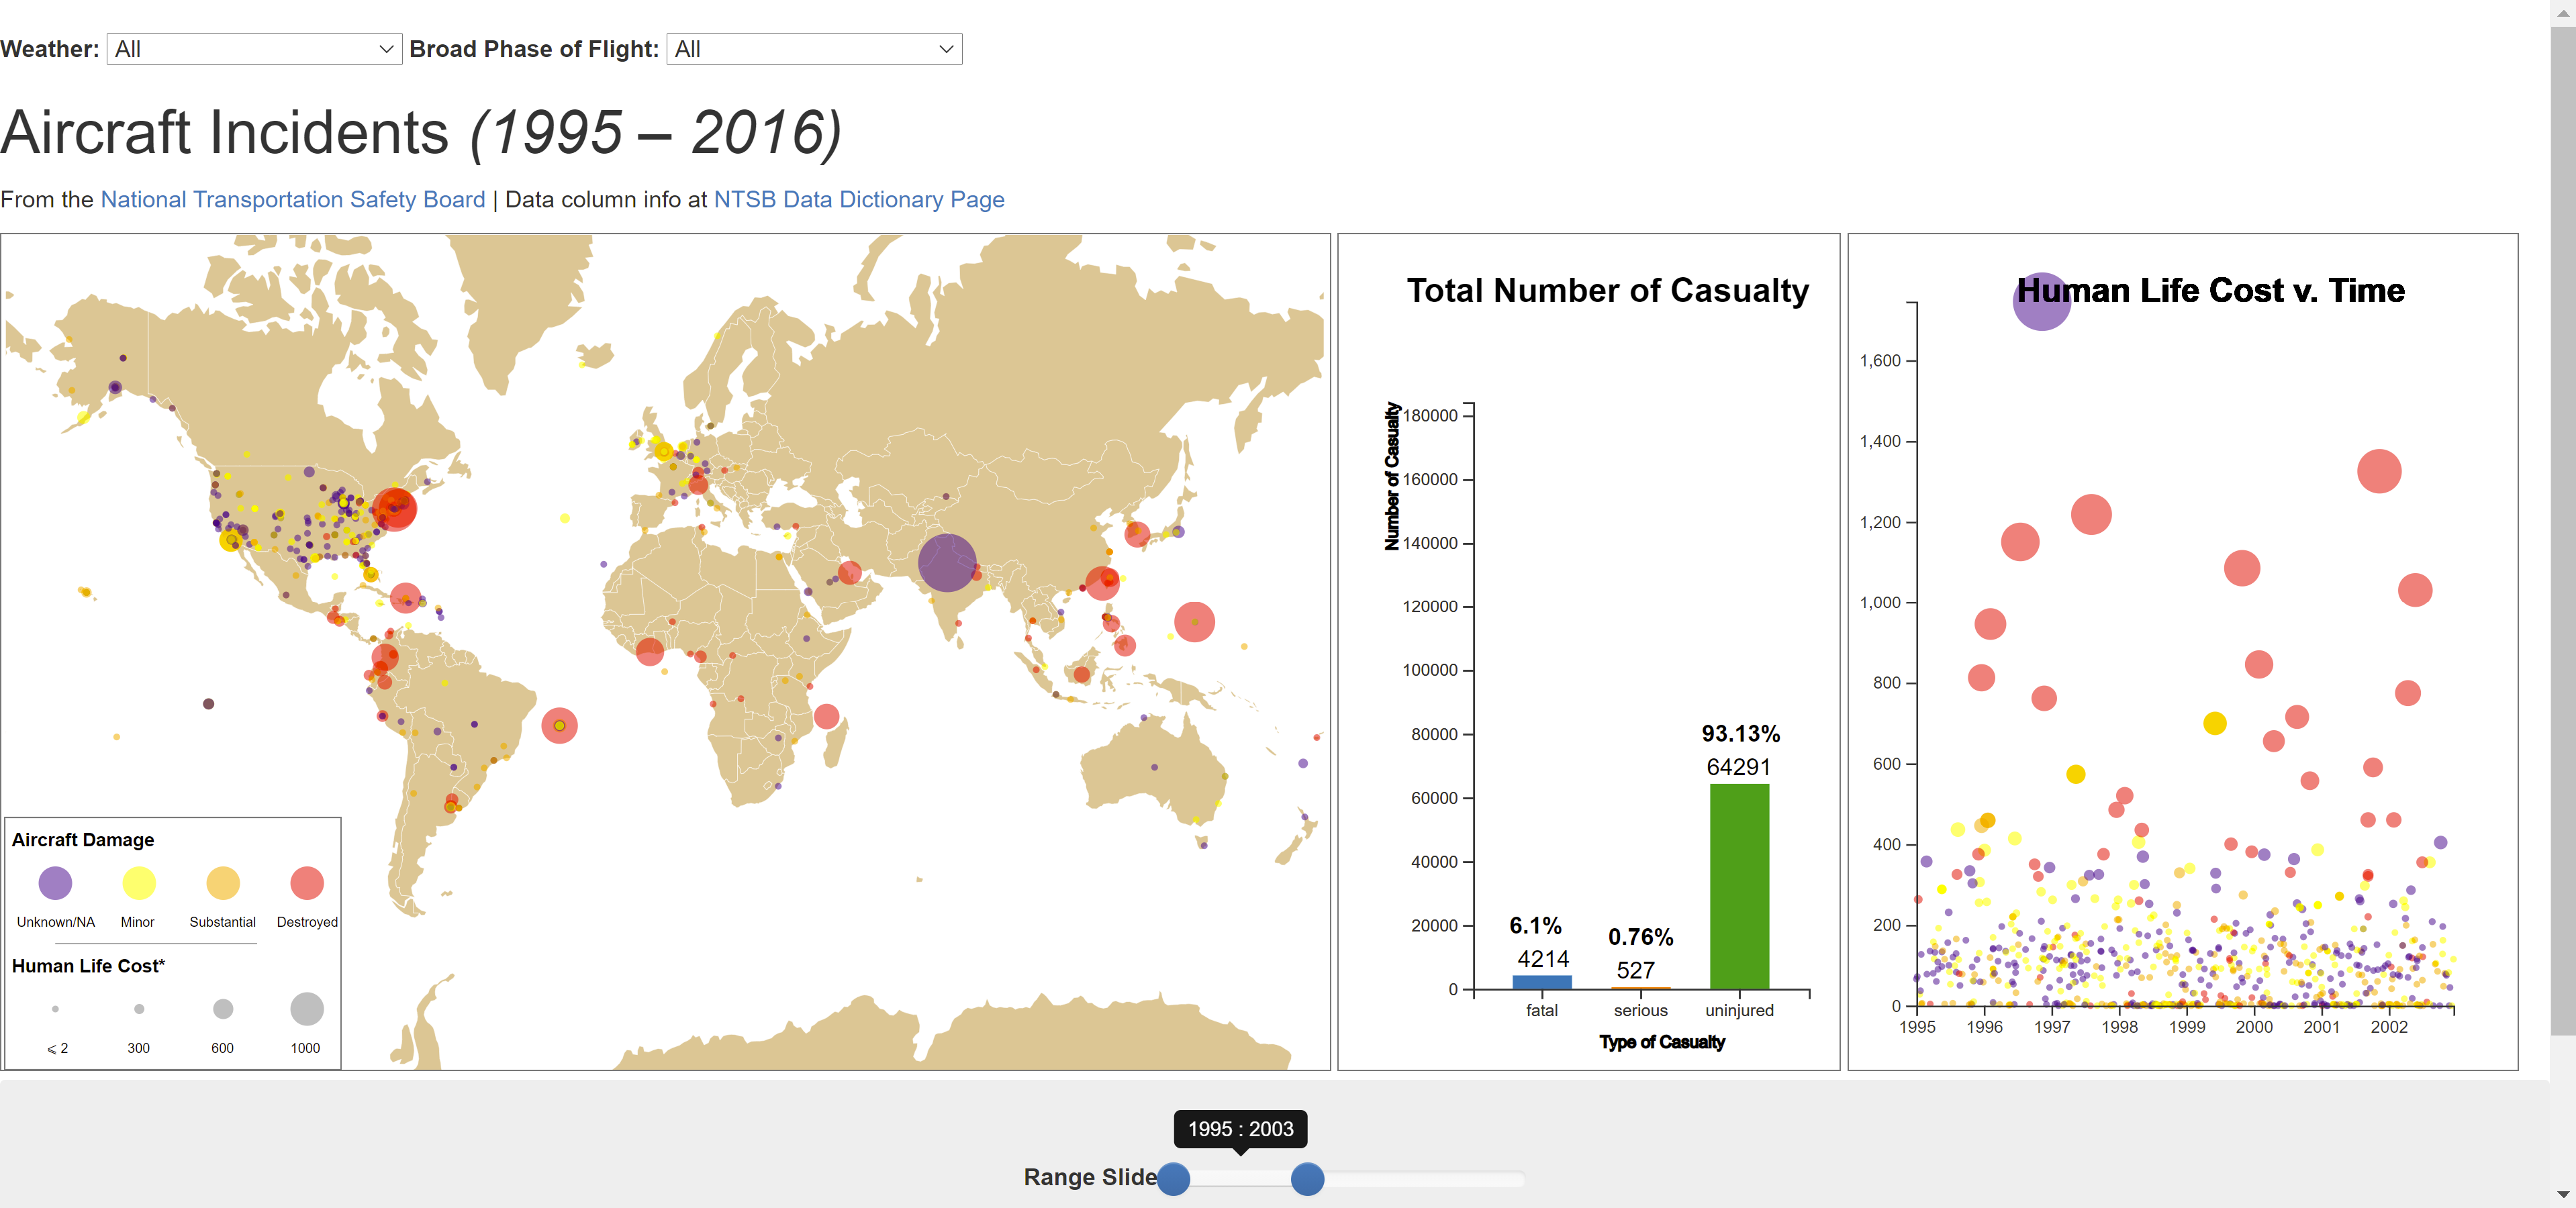 Weather: All Broad Phase of Flight: All
Aircraft Incidents (1995 – 2016)
From the National Transportation Safety Board | Data column info at NTSB Data Dictionary Page
Aircraft Damage
Unknown/NA Minor Substantial Destroyed
Human Life Cost*
⩽ 2 300 600 1000
Total Number of Casualty
Number of Casualty
180000
160000
140000
120000
100000
80000
60000
40000
20000
0
6.1%
4214
0.76%
527
93.13%
64291
fatal serious uninjured
Type of Casualty
Human Life Cost v. Time
1,600
1,400
1,200
1,000
800
600
400
200
0
1995 1996 1997 1998 1999 2000 2001 2002
1995 : 2003
Range Slide